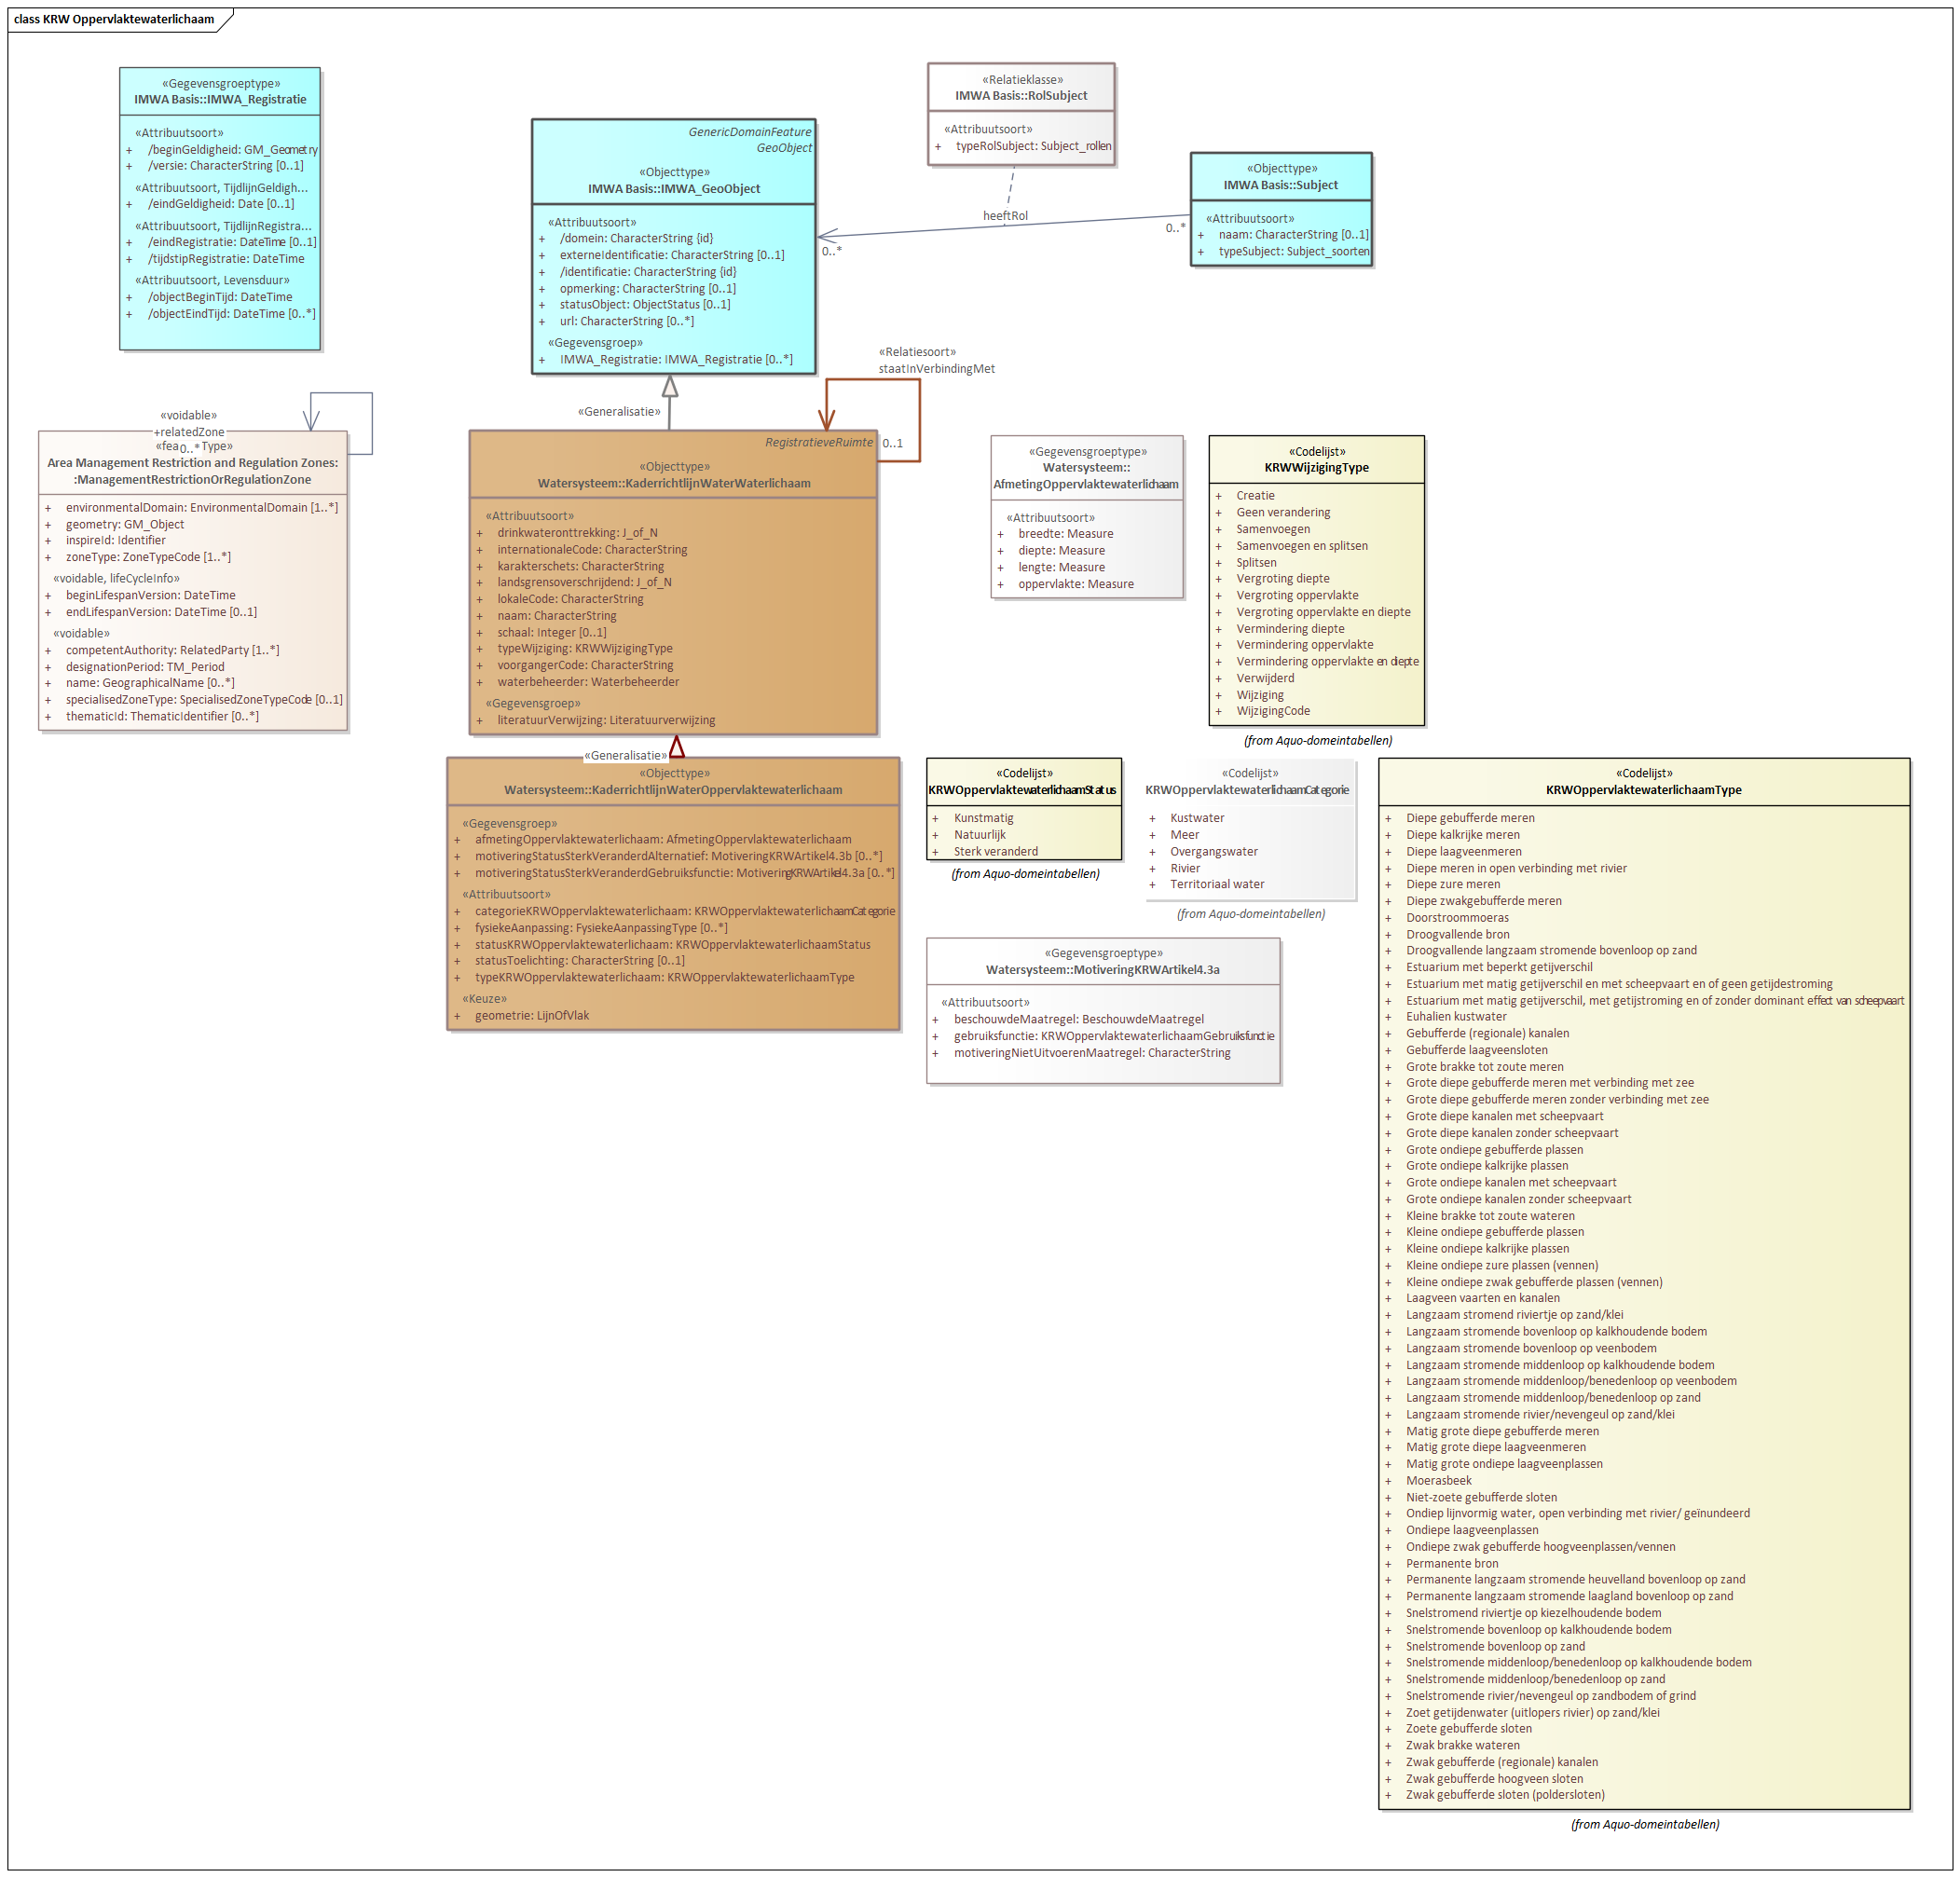 class KRW Oppervlaktewaterlichaam
«Gegevensgroeptype»
IMWA Basis::IMWA_Registratie
«Attribuutsoort»
+ /beginGeldigheid: GM_Geometry
+ /versie: CharacterString [0..1]
«Attribuutsoort, TijdlijnGeldigh...
+ /eindGeldigheid: Date [0..1]
«Attribuutsoort, TijdlijnRegistra...
+ /eindRegistratie: DateTime [0..1]
+ /tijdstipRegistratie: DateTime
«Attribuutsoort, Levensduur»
+ /objectBeginTijd: DateTime
+ /objectEindTijd: DateTime [0..*]
GenericDomainFeature
GeoObject
«Objecttype»
IMWA Basis::IMWA_GeoObject
«Attribuutsoort»
+ /domein: CharacterString {id}
+ externeIdentificatie: CharacterString [0..1]
+ /identificatie: CharacterString {id}
+ opmerking: CharacterString [0..1]
+ statusObject: ObjectStatus [0..1]
+ url: CharacterString [0..*]
«Gegevensgroep»
+ IMWA_Registratie: IMWA_Registratie [0..*]
«Relatieklasse»
IMWA Basis::RolSubject
«Attribuutsoort»
+ typeRolSubject: Subject_rollen
«Objecttype»
IMWA Basis::Subject
«Attribuutsoort»
+ naam: CharacterString [0..1]
+ typeSubject: Subject_soorten
heeftRol
0..*
0..*
«Relatiesoort»
staatInVerbindingMet
0..1
«Generalisatie»
«voidable»
+relatedZone
0..*
«fea Type»
Area Management Restriction and Regulation Zones:
:ManagementRestrictionOrRegulationZone
+ environmentalDomain: EnvironmentalDomain [1..*]
+ geometry: GM_Object
+ inspireId: Identifier
+ zoneType: ZoneTypeCode [1..*]
«voidable, lifeCycleInfo»
+ beginLifespanVersion: DateTime
+ endLifespanVersion: DateTime [0..1]
«voidable»
+ competentAuthority: RelatedParty [1..*]
+ designationPeriod: TM_Period
+ name: GeographicalName [0..*]
+ specialisedZoneType: SpecialisedZoneTypeCode [0..1]
+ thematicId: ThematicIdentifier [0..*]
RegistratieveRuimte
«Objecttype»
Watersysteem::KaderrichtlijnWaterWaterlichaam
«Attribuutsoort»
+ drinkwateronttrekking: J_of_N
+ internationaleCode: CharacterString
+ karakterschets: CharacterString
+ landsgrensoverschrijdend: J_of_N
+ lokaleCode: CharacterString
+ naam: CharacterString
+ schaal: Integer [0..1]
+ typeWijziging: KRWWijzigingType
+ voorgangerCode: CharacterString
+ waterbeheerder: Waterbeheerder
«Gegevensgroep»
+ literatuurVerwijzing: Literatuurverwijzing
«Gegevensgroeptype»
Watersysteem::
AfmetingOppervlaktewaterlichaam
«Attribuutsoort»
+ breedte: Measure
+ diepte: Measure
+ lengte: Measure
+ oppervlakte: Measure
«Codelijst»
KRWWijzigingType
+ Creatie
+ Geen verandering
+ Samenvoegen
+ Samenvoegen en splitsen
+ Splitsen
+ Vergroting diepte
+ Vergroting oppervlakte
+ Vergroting oppervlakte en diepte
+ Vermindering diepte
+ Vermindering oppervlakte
+ Vermindering oppervlakte en diepte
+ Verwijderd
+ Wijziging
+ WijzigingCode
(from Aquo-domeintabellen)
«Generalisatie»
«Objecttype»
Watersysteem::KaderrichtlijnWaterOppervlaktewaterlichaam
«Gegevensgroep»
+ afmetingOppervlaktewaterlichaam: AfmetingOppervlaktewaterlichaam
+ motiveringStatusSterkVeranderdAlternatief: MotiveringKRWArtikel4.3b [0..*]
+ motiveringStatusSterkVeranderdGebruiksfunctie: MotiveringKRWArtikel4.3a [0..*]
«Attribuutsoort»
+ categorieKRWOppervlaktewaterlichaam: KRWOppervlaktewaterlichaamCategorie
+ fysiekeAanpassing: FysiekeAanpassingType [0..*]
+ statusKRWOppervlaktewaterlichaam: KRWOppervlaktewaterlichaamStatus
+ statusToelichting: CharacterString [0..1]
+ typeKRWOppervlaktewaterlichaam: KRWOppervlaktewaterlichaamType
«Keuze»
+ geometrie: LijnOfVlak
«Codelijst»
KRWOppervlaktewaterlichaamStatus
+ Kunstmatig
+ Natuurlijk
+ Sterk veranderd
(from Aquo-domeintabellen)
«Codelijst»
KRWOppervlaktewaterlichaamCategorie
+ Kustwater
+ Meer
+ Overgangswater
+ Rivier
+ Territoriaal water
(from Aquo-domeintabellen)
«Gegevensgroeptype»
Watersysteem::MotiveringKRWArtikel4.3a
«Attribuutsoort»
+ beschouwdeMaatregel: BeschouwdeMaatregel
+ gebruiksfunctie: KRWOppervlaktewaterlichaamGebruiksfunctie
+ motiveringNietUitvoerenMaatregel: CharacterString
«Codelijst»
KRWOppervlaktewaterlichaamType
+ Diepe gebufferde meren
+ Diepe kalkrijke meren
+ Diepe laagveenmeren
+ Diepe meren in open verbinding met rivier
+ Diepe zure meren
+ Diepe zwakgebufferde meren
+ Doorstroommoeras
+ Droogvallende bron
+ Droogvallende langzaam stromende bovenloop op zand
+ Estuarium met beperkt getijverschil
+ Estuarium met matig getijverschil en met scheepvaart en of geen getijdestroming
+ Estuarium met matig getijverschil, met getijstroming en of zonder dominant effect van scheepvaart
+ Euhalien kustwater
+ Gebufferde (regionale) kanalen
+ Gebufferde laagveensloten
+ Grote brakke tot zoute meren
+ Grote diepe gebufferde meren met verbinding met zee
+ Grote diepe gebufferde meren zonder verbinding met zee
+ Grote diepe kanalen met scheepvaart
+ Grote diepe kanalen zonder scheepvaart
+ Grote ondiepe gebufferde plassen
+ Grote ondiepe kalkrijke plassen
+ Grote ondiepe kanalen met scheepvaart
+ Grote ondiepe kanalen zonder scheepvaart
+ Kleine brakke tot zoute wateren
+ Kleine ondiepe gebufferde plassen
+ Kleine ondiepe kalkrijke plassen
+ Kleine ondiepe zure plassen (vennen)
+ Kleine ondiepe zwak gebufferde plassen (vennen)
+ Laagveen vaarten en kanalen
+ Langzaam stromend riviertje op zand/klei
+ Langzaam stromende bovenloop op kalkhoudende bodem
+ Langzaam stromende bovenloop op veenbodem
+ Langzaam stromende middenloop op kalkhoudende bodem
+ Langzaam stromende middenloop/benedenloop op veenbodem
+ Langzaam stromende middenloop/benedenloop op zand
+ Langzaam stromende rivier/nevengeul op zand/klei
+ Matig grote diepe gebufferde meren
+ Matig grote diepe laagveenmeren
+ Matig grote ondiepe laagveenplassen
+ Moerasbeek
+ Niet-zoete gebufferde sloten
+ Ondiep lijnvormig water, open verbinding met rivier/ geïnundeerd
+ Ondiepe laagveenplassen
+ Ondiepe zwak gebufferde hoogveenplassen/vennen
+ Permanente bron
+ Permanente langzaam stromende heuvelland bovenloop op zand
+ Permanente langzaam stromende laagland bovenloop op zand
+ Snelstromend riviertje op kiezelhoudende bodem
+ Snelstromende bovenloop op kalkhoudende bodem
+ Snelstromende bovenloop op zand
+ Snelstromende middenloop/benedenloop op kalkhoudende bodem
+ Snelstromende middenloop/benedenloop op zand
+ Snelstromende rivier/nevengeul op zandbodem of grind
+ Zoet getijdenwater (uitlopers rivier) op zand/klei
+ Zoete gebufferde sloten
+ Zwak brakke wateren
+ Zwak gebufferde (regionale) kanalen
+ Zwak gebufferde hoogveen sloten
+ Zwak gebufferde sloten (poldersloten)
(from Aquo-domeintabellen)